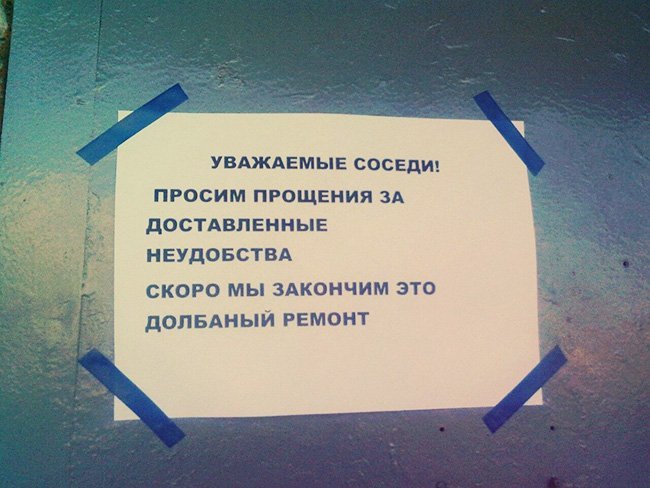 УВАЖАЕМЫЕ СОСЕДИ!
ПРОСИМ ПРОЩЕНИЯ ЗА
ДОСТАВЛЕННЫЕ
НЕУДОБСТВА
СКОРО МЫ ЗАКОНЧИМ ЭТО
ДОЛБАНЫЙ РЕМОНТ